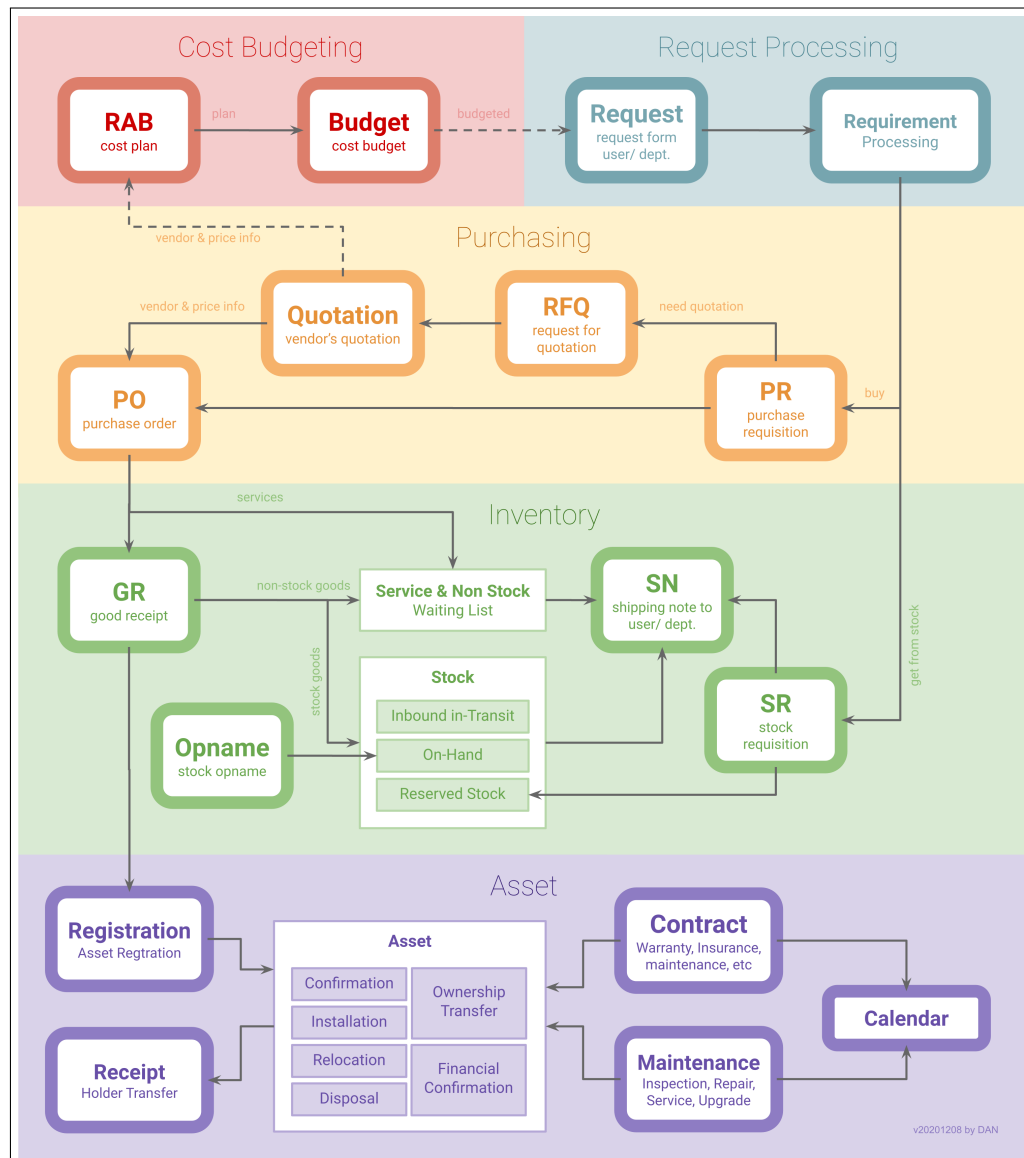 Cost Budgeting
Request Processing
RAB
cost plan
plan
Budget
cost budget
budgeted
Request
request form
user/ dept.
Requirement
Processing
vendor & price info
Purchasing
vendor & price info
Quotation
vendor's quotation
RFQ
request for
quotation
need quotation
PO
purchase order
PR
purchase
requisition
buy
services
Inventory
GR
good receipt
non-stock goods
Service & Non Stock
Waiting List
SN
shipping note to
user/ dept.
get from stock
stock goods
Stock
Inbound in-Transit
On-Hand
Reserved Stock
Opname
stock opname
SR
stock
requisition
Asset
Registration
Asset Regtration
Asset
Confirmation
Installation
Relocation
Disposal
Ownership
Transfer
Financial
Confirmation
Contract
Warranty, Insurance,
maintenance, etc
Calendar
Receipt
Holder Transfer
Maintenance
Inspection, Repair,
Service, Upgrade
v20201208 by DAN